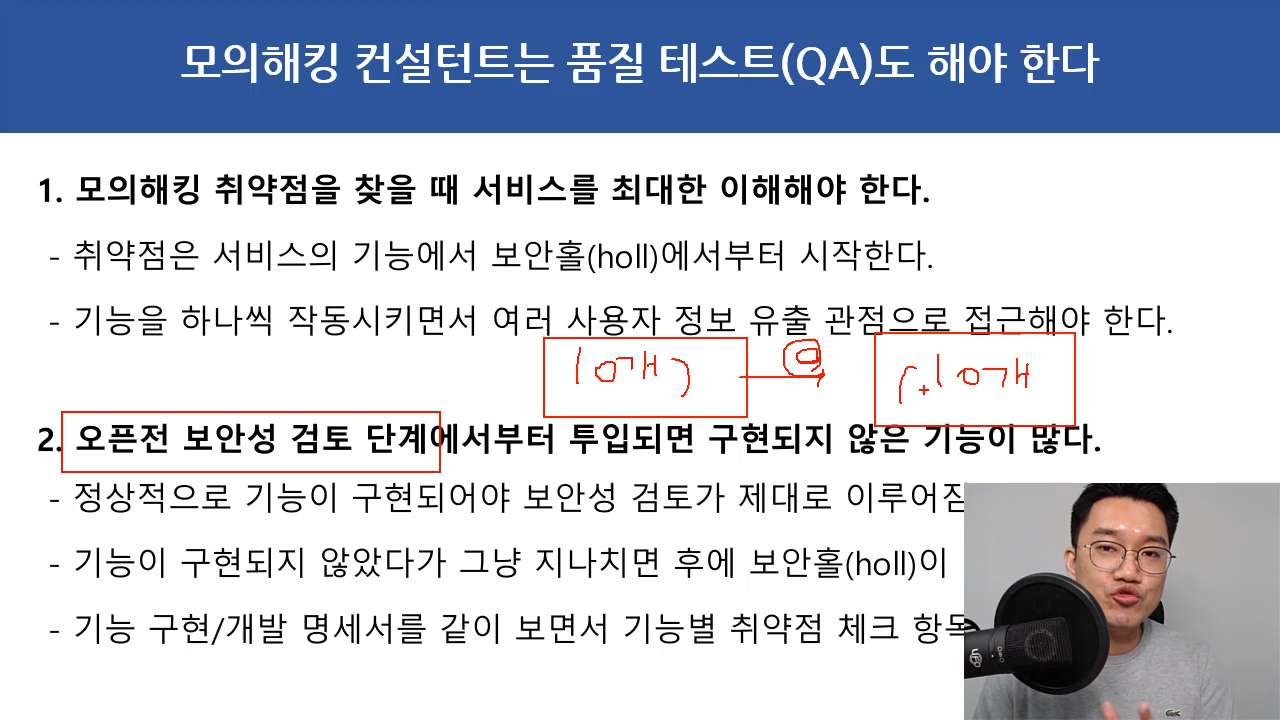 모의해킹 컨설턴트는 품질 테스트(QA)도 해야 한다
1. 모의해킹 취약점을 찾을 때 서비스를 최대한 이해해야 한다.
- 취약점은 서비스의 기능에서 보안홀(holl)에서부터 시작한다.
- 기능을 하나씩 작동시키면서 여러 사용자 정보 유출 관점으로 접근해야 한다.
10개
+10개
2. 오픈전 보안성 검토 단계에서부터 투입되면 구현되지 않은 기능이 많다.
- 정상적으로 기능이 구현되어야 보안성 검토가 제대로 이루어짐
- 기능이 구현되지 않았다가 그냥 지나치면 후에 보안홀(holl)이
- 기능 구현/개발 명세서를 같이 보면서 기능별 취약점 체크 항목
UFO